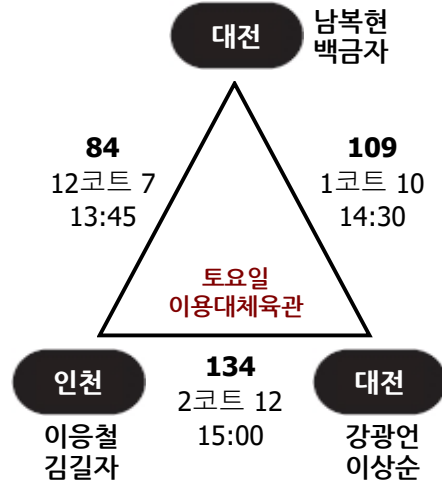 대전
남복현
백금자
84
12코트 7
13:45
109
1코트 10
14:30
토요일
이용대체육관
인천
이응철
김길자
134
2코트 12
15:00
대전
강광언
이상순